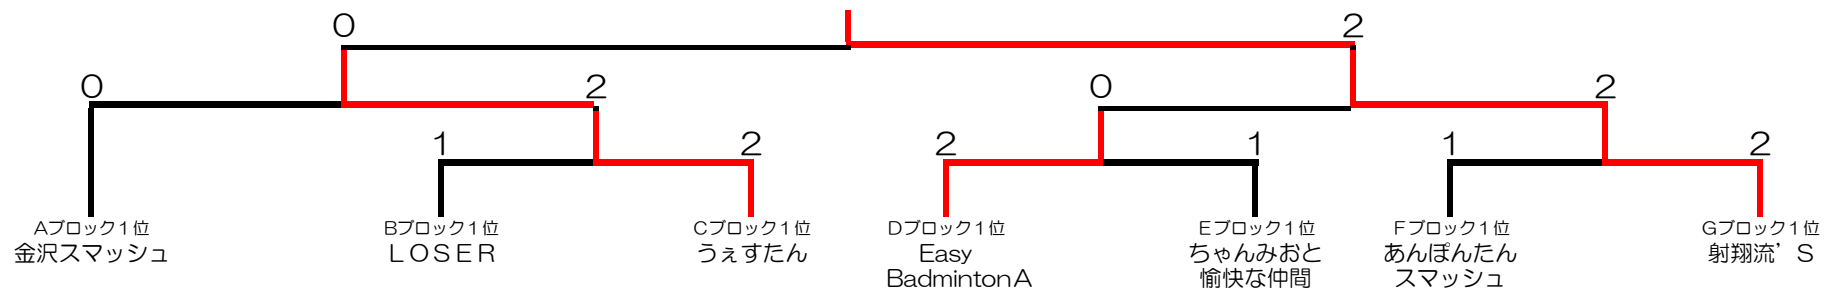 0 2
0 2 0 2
1 2 2 1 1 2
Aブロック1位 Bブロック1位 Cブロック1位 Dブロック1位 Eブロック1位 Fブロック1位 Gブロック1位
金沢スマッシュ LOSER うぇすたん Easy ちゃんみおと あんぽんたん 射翔流’S
BadmintonA 愉快な仲間 スマッシュ